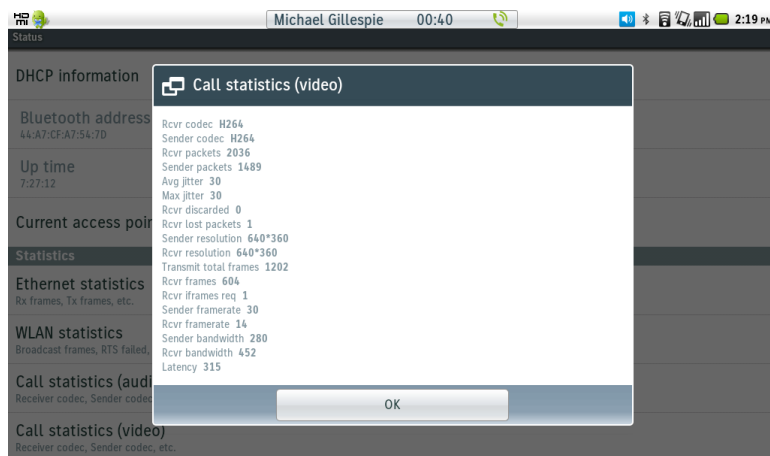 Michael Gillespie 00:40
2:19 PM
Status
DHCP information
Bluetooth address
44:A7:CF:A7:54:7D
Up time
7:27:12
Current access poin
Statistics
Ethernet statistics
Rx frames, Tx frames, etc.
WLAN statistics
Broadcast frames, RTS failed,
Call statistics (audi
Receiver codec, Sender codec
Call statistics (video)
Receiver codec, Sender codec, etc.
Call statistics (video)
Rcvr codec H264
Sender codec H264
Rcvr packets 2036
Sender packets 1489
Avg jitter 30
Max jitter 30
Rcvr discarded 0
Rcvr lost packets 1
Sender resolution 640*360
Rcvr resolution 640*360
Transmit total frames 1202
Rcvr frames 604
Rcvr iframes req 1
Sender framerate 30
Rcvr framerate 14
Sender bandwidth 280
Rcvr bandwidth 452
Latency 315
OK